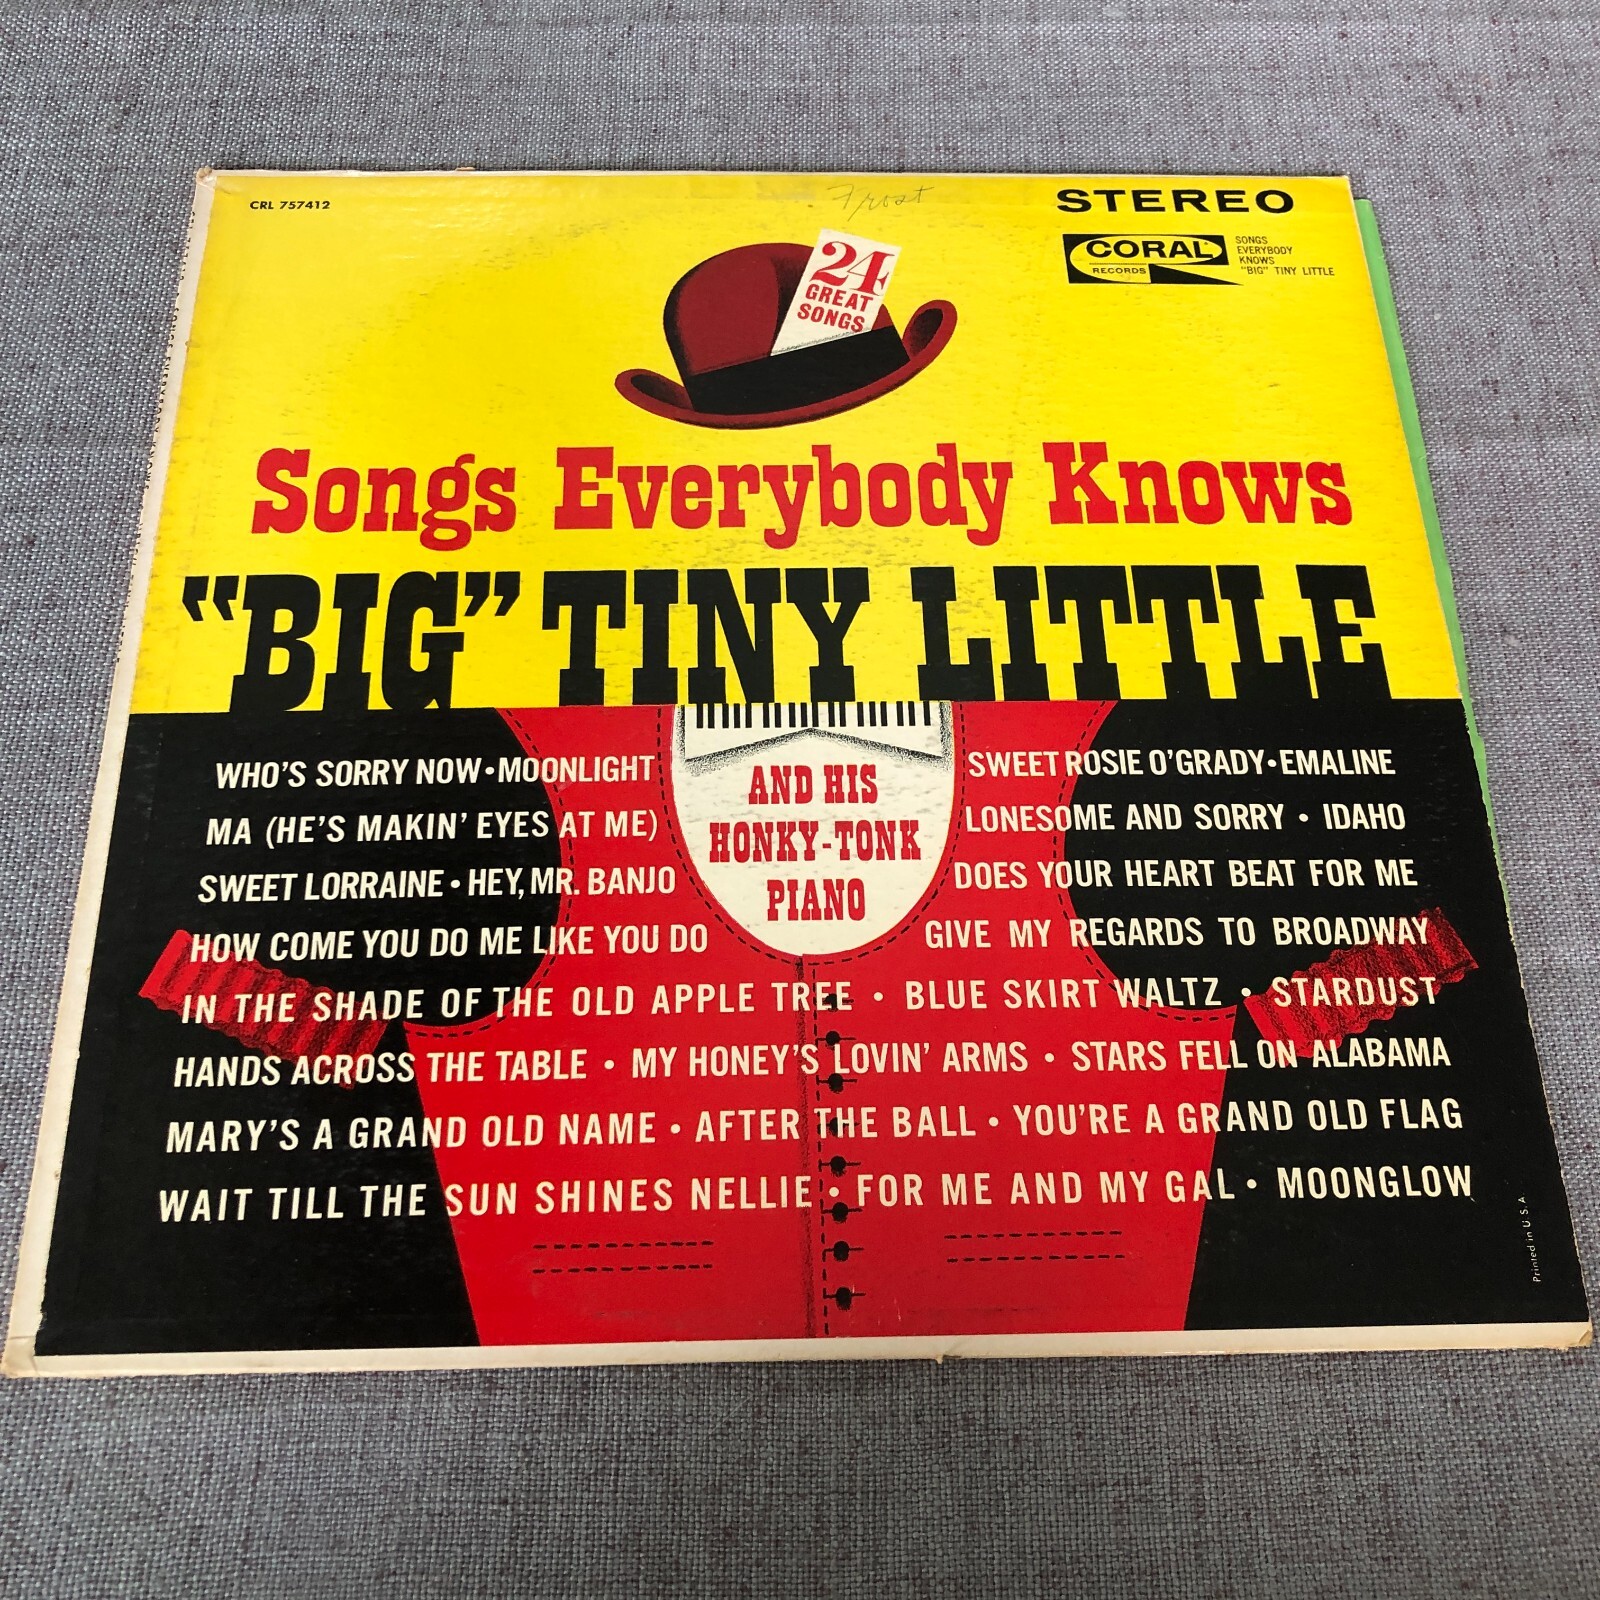 CRL 757412
Frost
STEREO
CORAL
RECORDS
SONGS
EVERYBODY
KNOWS
"BIG" TINY LITTLE
24
GREAT
SONGS
Songs Everybody Knows
"BIG" TINY LITTLE
AND HIS
HONKY-TONK
PIANO
WHO'S SORRY NOW • MOONLIGHT
MA (HE'S MAKIN' EYES AT ME)
SWEET LORRAINE • HEY, MR. BANJO
HOW COME YOU DO ME LIKE YOU DO
SWEET ROSIE O'GRADY • EMALINE
LONESOME AND SORRY • IDAHO
DOES YOUR HEART BEAT FOR ME
GIVE MY REGARDS TO BROADWAY
IN THE SHADE OF THE OLD APPLE TREE • BLUE SKIRT WALTZ • STARDUST
HANDS ACROSS THE TABLE • MY HONEY'S LOVIN' ARMS • STARS FELL ON ALABAMA
MARY'S A GRAND OLD NAME • AFTER THE BALL • YOU'RE A GRAND OLD FLAG
WAIT TILL THE SUN SHINES NELLIE • FOR ME AND MY GAL • MOONGLOW
Printed in U.S.A.